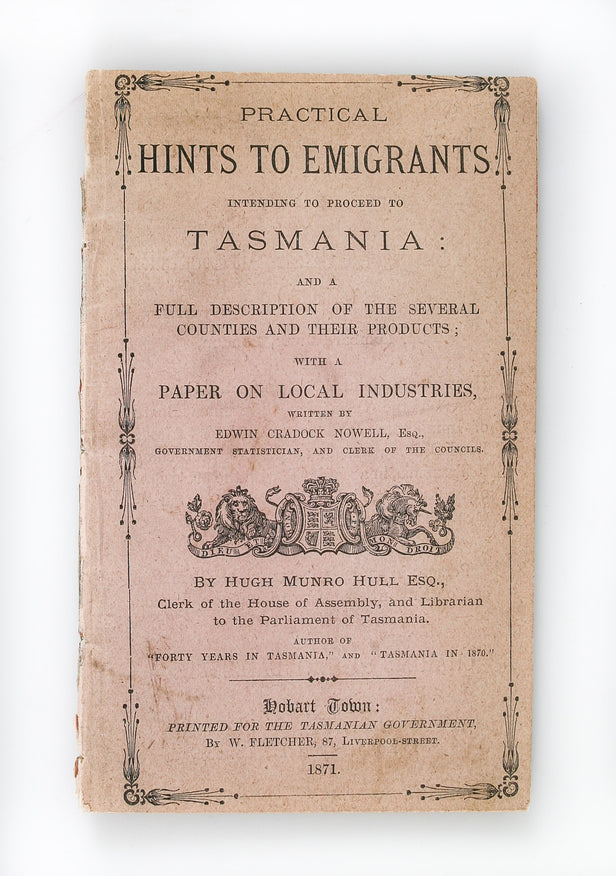 PRACTICAL
HINTS TO EMIGRANTS
INTENDING TO PROCEED TO
TASMANIA:
AND A
FULL DESCRIPTION OF THE SEVERAL
COUNTIES AND THEIR PRODUCTS;
WITH A
PAPER ON LOCAL INDUSTRIES,
WRITTEN BY
EDWIN CRADOCK NOWELL, Esq.,
GOVERNMENT STATISTICIAN, AND CLERK OF THE COUNCILS.
DIEU ET MON DROIT
By Hugh Munro Hull Esq.,
Clerk of the House of Assembly, and Librarian
to the Parliament of Tasmania.
AUTHOR OF
"FORTY YEARS IN TASMANIA," AND "TASMANIA IN 1870."
Hobart Town:
PRINTED FOR THE TASMANIAN GOVERNMENT,
By W. FLETCHER, 87, Liverpool-street.
1871.